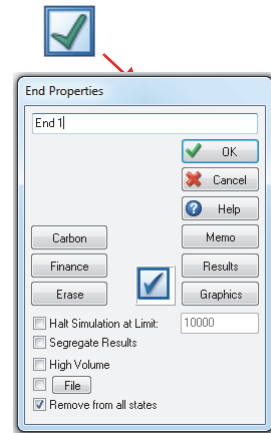 End Properties
End 1
OK
Cancel
Help
Carbon Memo
Finance Results
Erase Graphics
Halt Simulation at Limit: 10000
Segregate Results
High Volume
File
Remove from all states